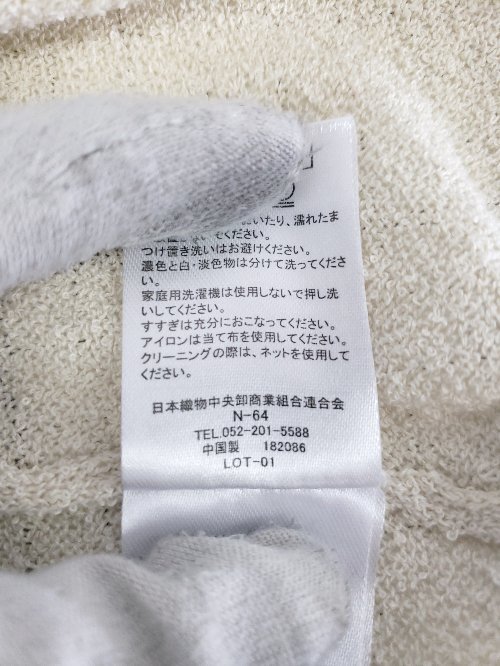 いたり、濡れたま
ください。
つけ置き洗いはお避けください。
濃色と白・淡色物は分けて洗ってくださ
い。
家庭用洗濯機は使用しないで押し洗
いしてください。
すすぎは充分におこなってください。
アイロンは当て布を使用してください。
クリーニングの際は、ネットを使用して
ください。
日本織物中央卸商業組合連合会
N-64
TEL.052-201-5588
中国製 182086
LOT-01